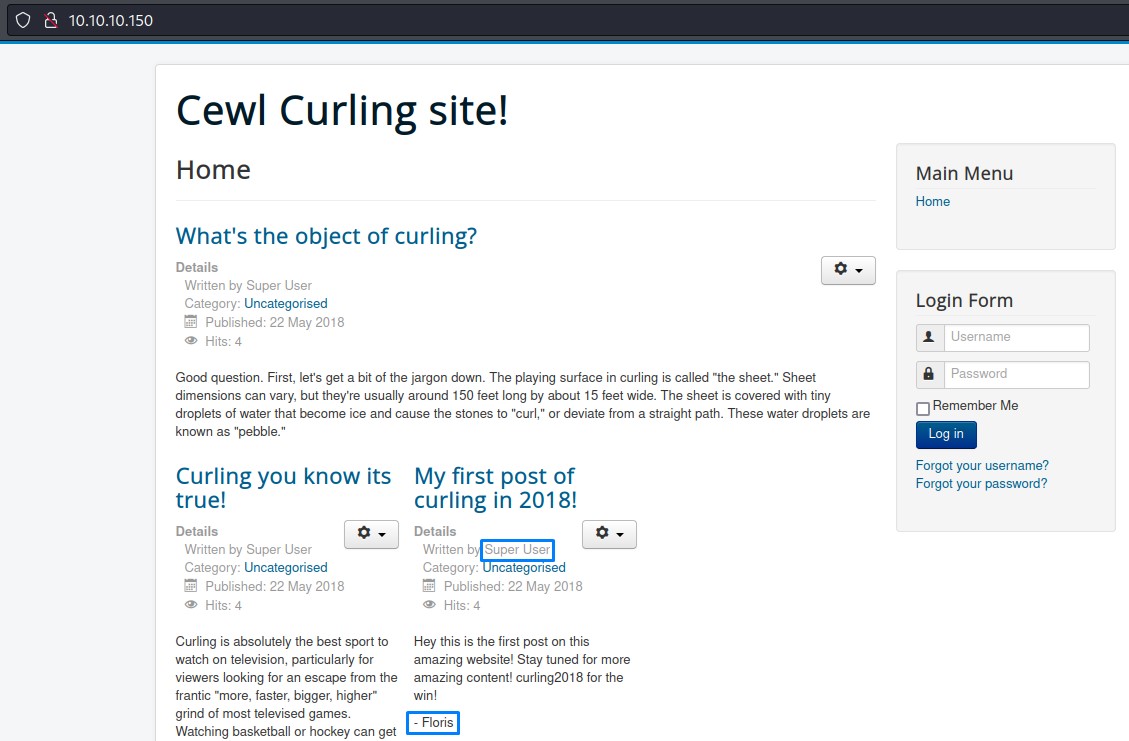 10.10.10.150
Cewl Curling site!
Home
What's the object of curling?
Details
Written by Super User
Category: Uncategorised
Published: 22 May 2018
Hits: 4
Good question. First, let's get a bit of the jargon down. The playing surface in curling is called "the sheet." Sheet
dimensions can vary, but they're usually around 150 feet long by about 15 feet wide. The sheet is covered with tiny
droplets of water that become ice and cause the stones to "curl," or deviate from a straight path. These water droplets are
known as "pebble."
Curling you know its
true!
Details
Written by Super User
Category: Uncategorised
Published: 22 May 2018
Hits: 4
Curling is absolutely the best sport to
watch on television, particularly for
viewers looking for an escape from the
frantic "more, faster, bigger, higher"
grind of most televised games.
Watching basketball or hockey can get
My first post of
curling in 2018!
Details
Written by Super User
Category: Uncategorised
Published: 22 May 2018
Hits: 4
Hey this is the first post on this
amazing website! Stay tuned for more
amazing content! curling2018 for the
win!
- Floris
Main Menu
Home
Login Form
Username
Password
Remember Me
Log in
Forgot your username?
Forgot your password?